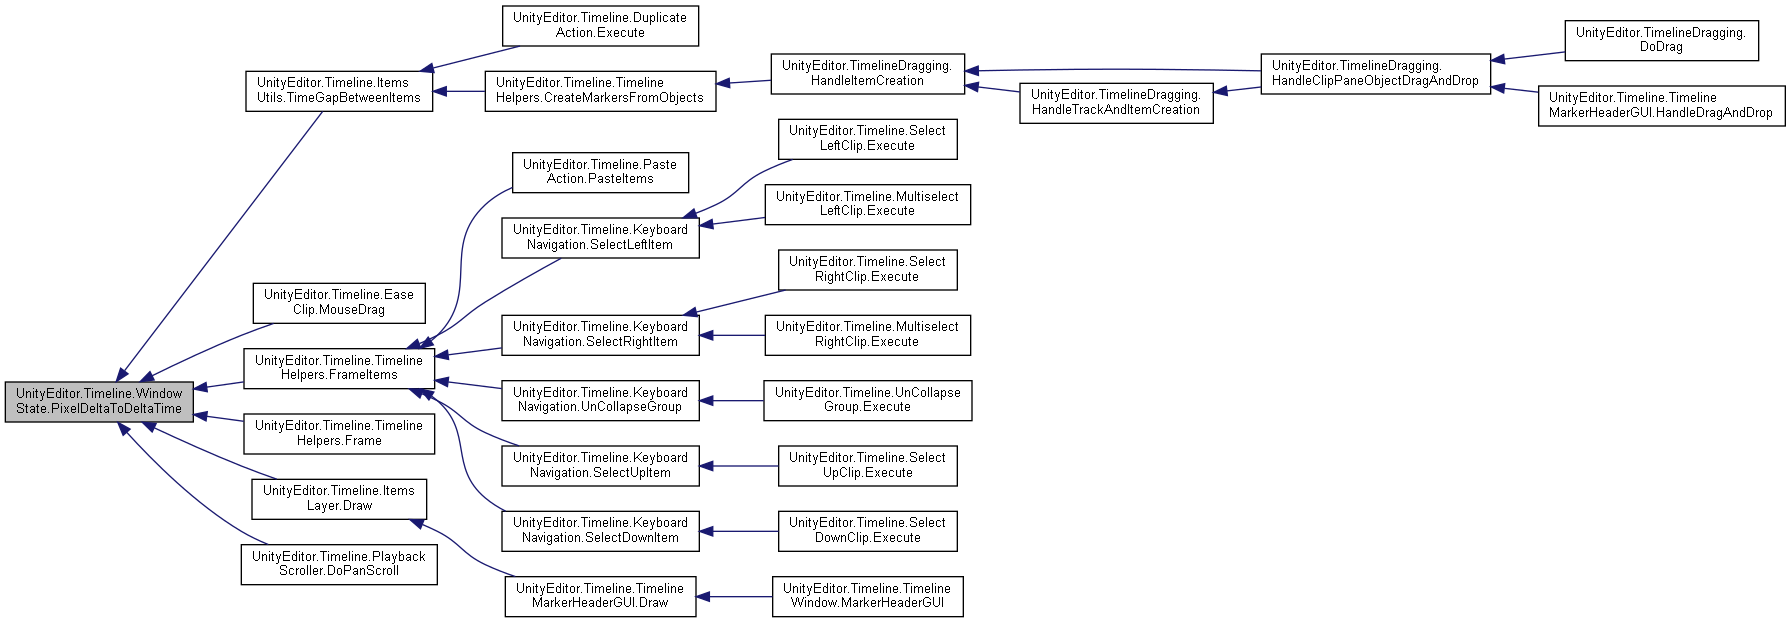 UnityEditor.Timeline.Duplicate
Action.Execute
UnityEditor.TimelineDragging.
DoDrag
UnityEditor.Timeline.Items
Utils.TimeGapBetweenItems
UnityEditor.Timeline.Timeline
Helpers.CreateMarkersFromObjects
UnityEditor.TimelineDragging.
HandleItemCreation
UnityEditor.TimelineDragging.
HandleTrackAndItemCreation
UnityEditor.TimelineDragging.
HandleClipPaneObjectDragAndDrop
UnityEditor.Timeline.Timeline
MarkerHeaderGUI.HandleDragAndDrop
UnityEditor.Timeline.Select
LeftClip.Execute
UnityEditor.Timeline.Paste
Action.PasteItems
UnityEditor.Timeline.Multiselect
LeftClip.Execute
UnityEditor.Timeline.Keyboard
Navigation.SelectLeftItem
UnityEditor.Timeline.Select
RightClip.Execute
UnityEditor.Timeline.Ease
Clip.MouseDrag
UnityEditor.Timeline.Keyboard
Navigation.SelectRightItem
UnityEditor.Timeline.Multiselect
RightClip.Execute
UnityEditor.Timeline.Timeline
Helpers.FrameItems
UnityEditor.Timeline.Window
State.PixelDeltaToDeltaTime
UnityEditor.Timeline.Keyboard
Navigation.UnCollapseGroup
UnityEditor.Timeline.UnCollapse
Group.Execute
UnityEditor.Timeline.Timeline
Helpers.Frame
UnityEditor.Timeline.Keyboard
Navigation.SelectUpItem
UnityEditor.Timeline.Select
UpClip.Execute
UnityEditor.Timeline.Items
Layer.Draw
UnityEditor.Timeline.Keyboard
Navigation.SelectDownItem
UnityEditor.Timeline.Select
DownClip.Execute
UnityEditor.Timeline.Playback
Scroller.DoPanScroll
UnityEditor.Timeline.Timeline
MarkerHeaderGUI.Draw
UnityEditor.Timeline.Timeline
Window.MarkerHeaderGUI